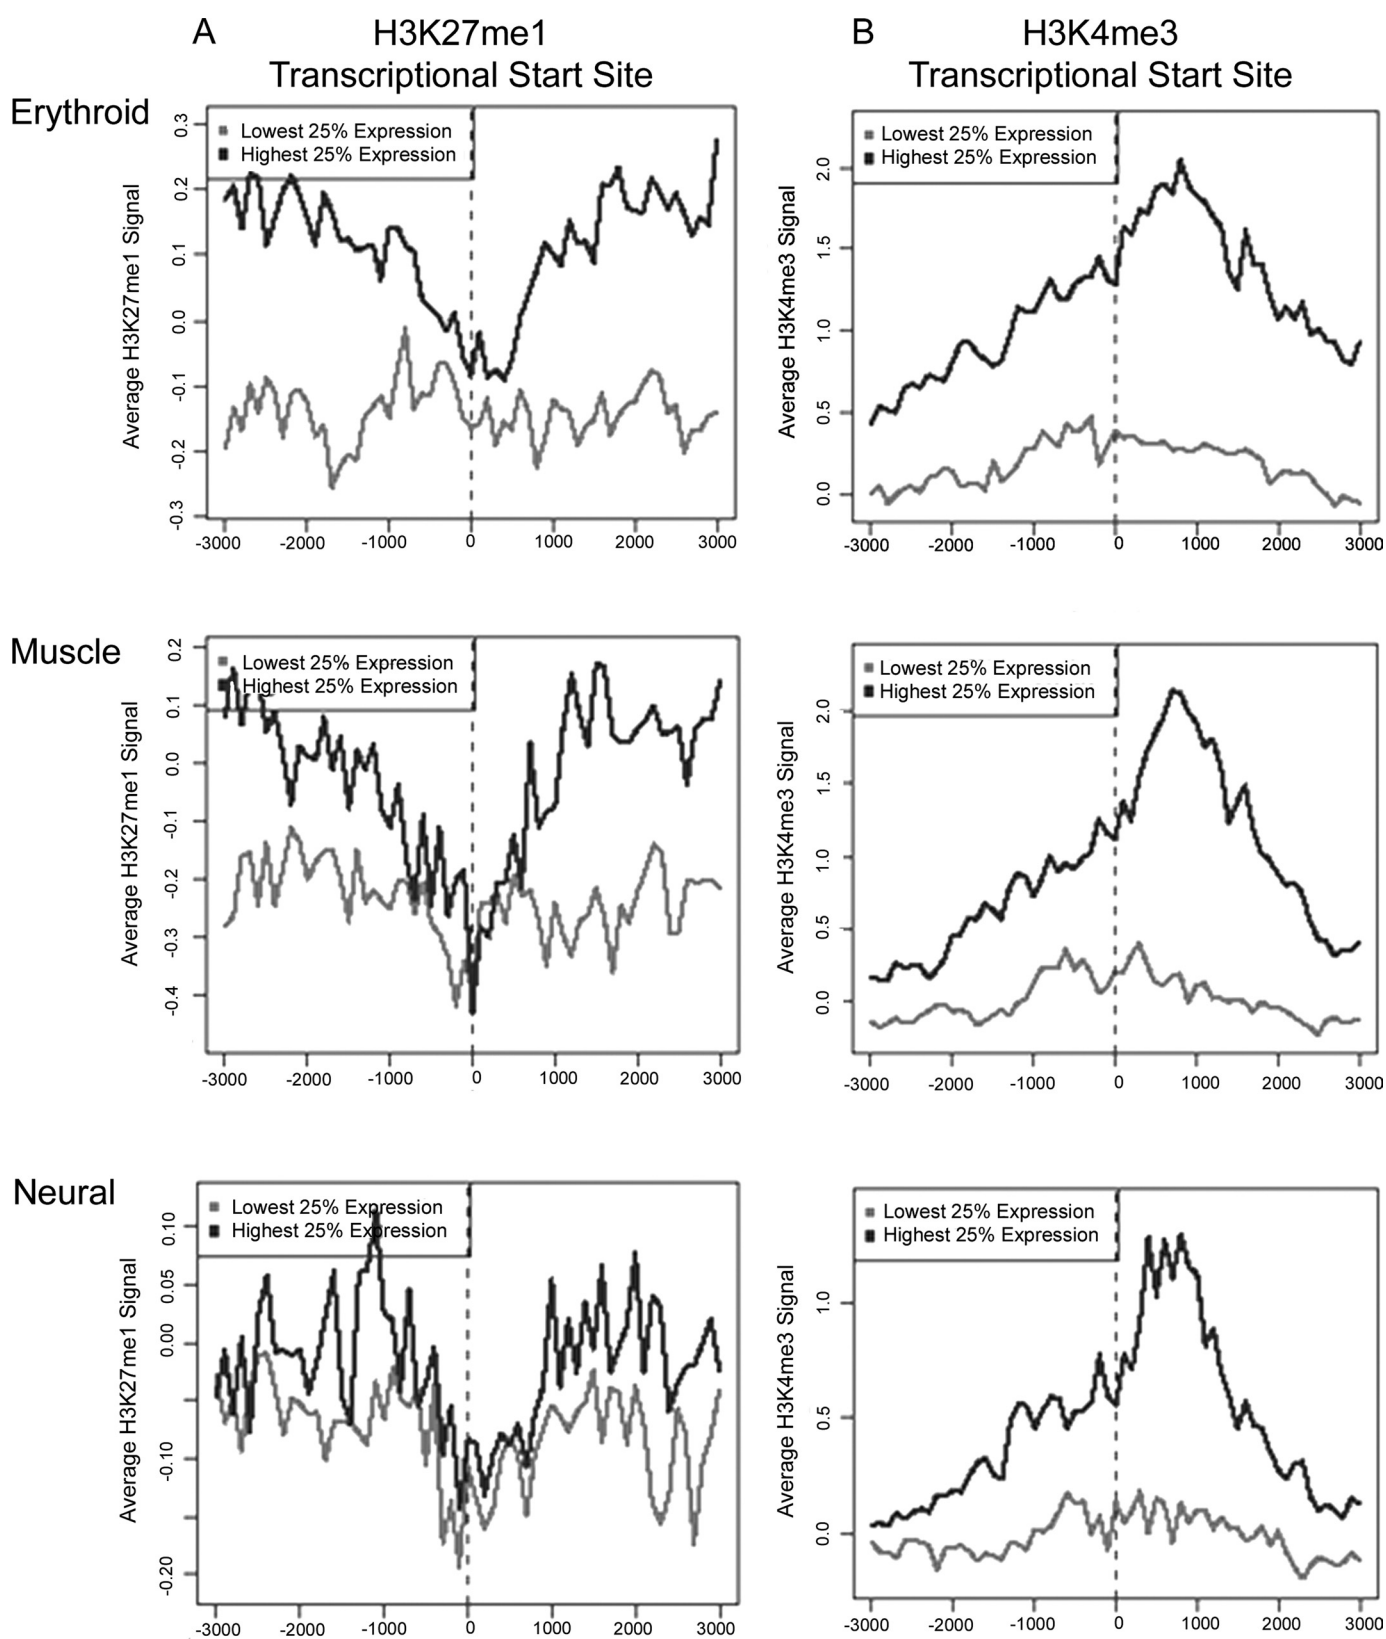 A
H3K27me1
Transcriptional Start Site
B
H3K4me3
Transcriptional Start Site
Erythroid
Average H3K27me1 Signal
0.3
0.2
0.1
0.0
-0.1
-0.2
-0.3
Lowest 25% Expression
Highest 25% Expression
-3000 -2000 -1000 0 1000 2000 3000
Average H3K4me3 Signal
2.0
1.5
1.0
0.5
0.0
Lowest 25% Expression
Highest 25% Expression
-3000 -2000 -1000 0 1000 2000 3000
Muscle
Average H3K27me1 Signal
0.2
0.1
0.0
-0.1
-0.2
-0.3
-0.4
Lowest 25% Expression
Highest 25% Expression
-3000 -2000 -1000 0 1000 2000 3000
Average H3K4me3 Signal
2.0
1.5
1.0
0.5
0.0
Lowest 25% Expression
Highest 25% Expression
-3000 -2000 -1000 0 1000 2000 3000
Neural
Average H3K27me1 Signal
0.10
0.05
0.00
-0.10
-0.20
Lowest 25% Expression
Highest 25% Expression
-3000 -2000 -1000 0 1000 2000 3000
Average H3K4me3 Signal
1.0
0.5
0.0
Lowest 25% Expression
Highest 25% Expression
-3000 -2000 -1000 0 1000 2000 3000